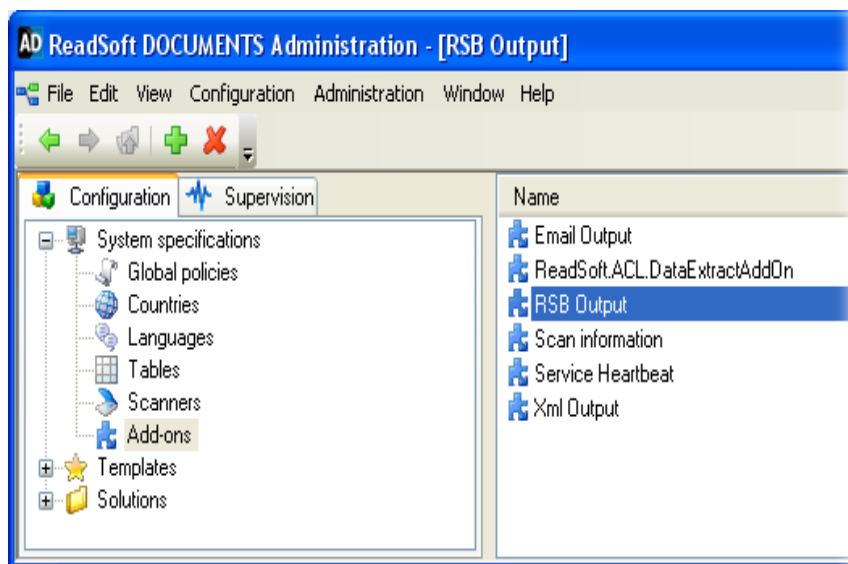 AD ReadSoft DOCUMENTS Administration - [RSB Output]
File Edit View Configuration Administration Window Help
Configuration Supervision
System specifications
Global policies
Countries
Languages
Tables
Scanners
Add-ons
Templates
Solutions
Name
Email Output
ReadSoft.ACL.DataExtractAddOn
RSB Output
Scan information
Service Heartbeat
Xml Output